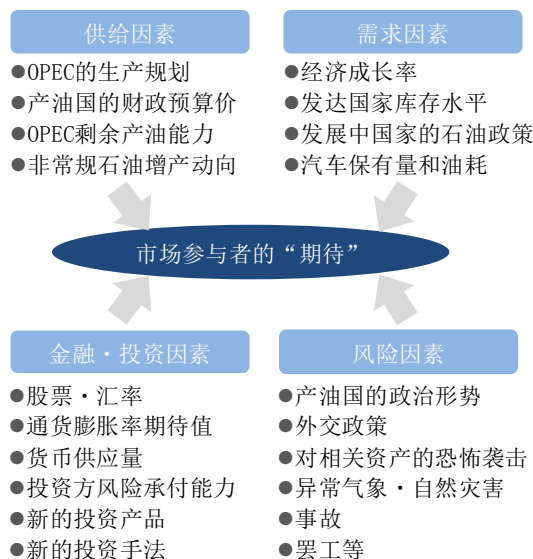 供给因素
●OPEC的生产规划
●产油国的财政预算价
●OPEC剩余产油能力
●非常规石油增产动向
需求因素
●经济成长率
●发达国家库存水平
●发展中国家的石油政策
●汽车保有量和油耗
市场参与者的“期待”
金融·投资因素
●股票·汇率
●通货膨胀率期待值
●货币供应量
●投资方风险承付能力
●新的投资产品
●新的投资手法
风险因素
●产油国的政治形势
●外交政策
●对相关资产的恐怖袭击
●异常气象·自然灾害
●事故
●罢工等